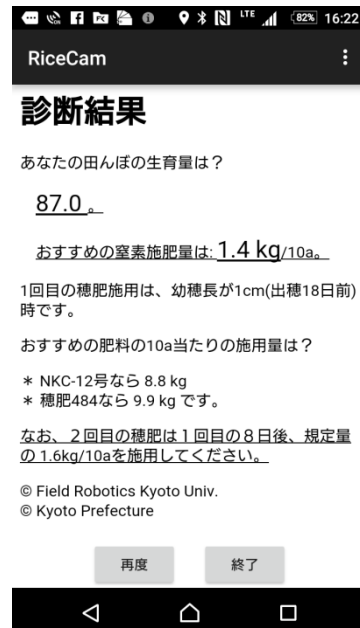 LTE 82% 16:22
RiceCam
診断結果
あなたの田んぼの生育量は？
87.0 。
おすすめの窒素施肥量は: 1.4 kg/10a。
1回目の穂肥施用は、幼穂長が1cm(出穂18日前)
時です。
おすすめの肥料の10a当たりの施用量は？
＊ NKC-12号なら 8.8 kg
＊ 穂肥484なら 9.9 kg です。
なお、２回目の穂肥は１回目の８日後、規定量
の 1.6kg/10aを施用してください。
© Field Robotics Kyoto Univ.
© Kyoto Prefecture
再度 終了